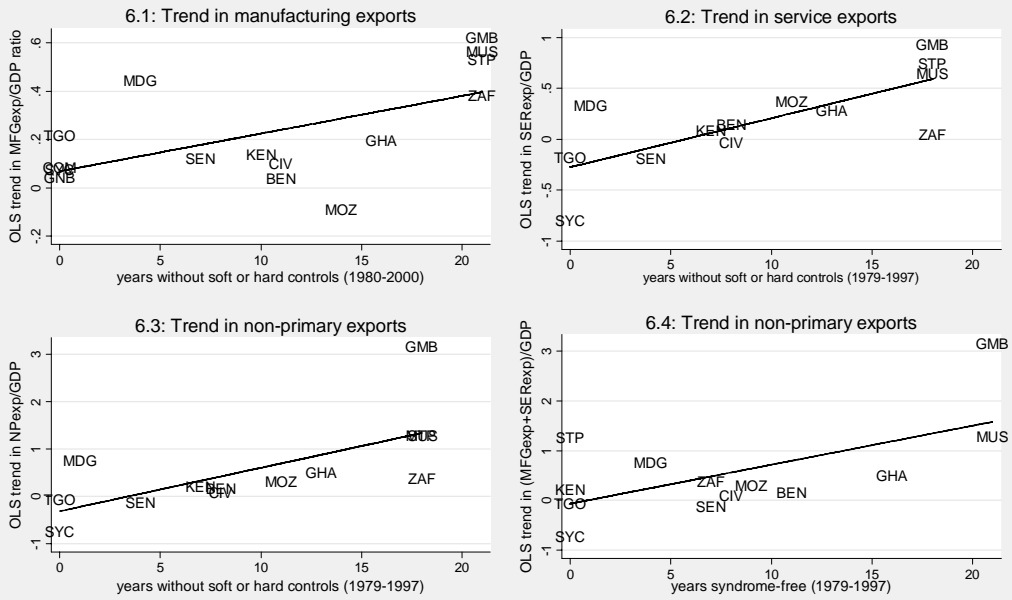 6.1: Trend in manufacturing exports
OLS trend in MFGexp/GDP ratio
.6
.4
.2
0
-.2
GMB
MUS
STP
MDG
ZAF
TGO
GHA
COM
SYC
GNB
SEN
KEN
CIV
BEN
MOZ
0 5 10 15 20
years without soft or hard controls (1980-2000)
6.2: Trend in service exports
OLS trend in SERexp/GDP
1
.5
0
-.5
-1
GMB
STP
MUS
MDG
MOZ
GHA
BEN
KEN
ZAF
CIV
TGO
SEN
SYC
0 5 10 15 20
years without soft or hard controls (1979-1997)
6.3: Trend in non-primary exports
OLS trend in NPexp/GDP
3
2
1
0
-1
GMB
STP
MUS
MDG
GHA
ZAF
MOZ
KEN
BEN
CIV
TGO
SEN
SYC
0 5 10 15 20
years without soft or hard controls (1979-1997)
6.4: Trend in non-primary exports
OLS trend in (MFGexp+SERexp)/GDP
3
2
1
0
-1
GMB
STP
MUS
MDG
GHA
ZAF
MOZ
KEN
CIV
BEN
TGO
SEN
SYC
0 5 10 15 20
years syndrome-free (1979-1997)